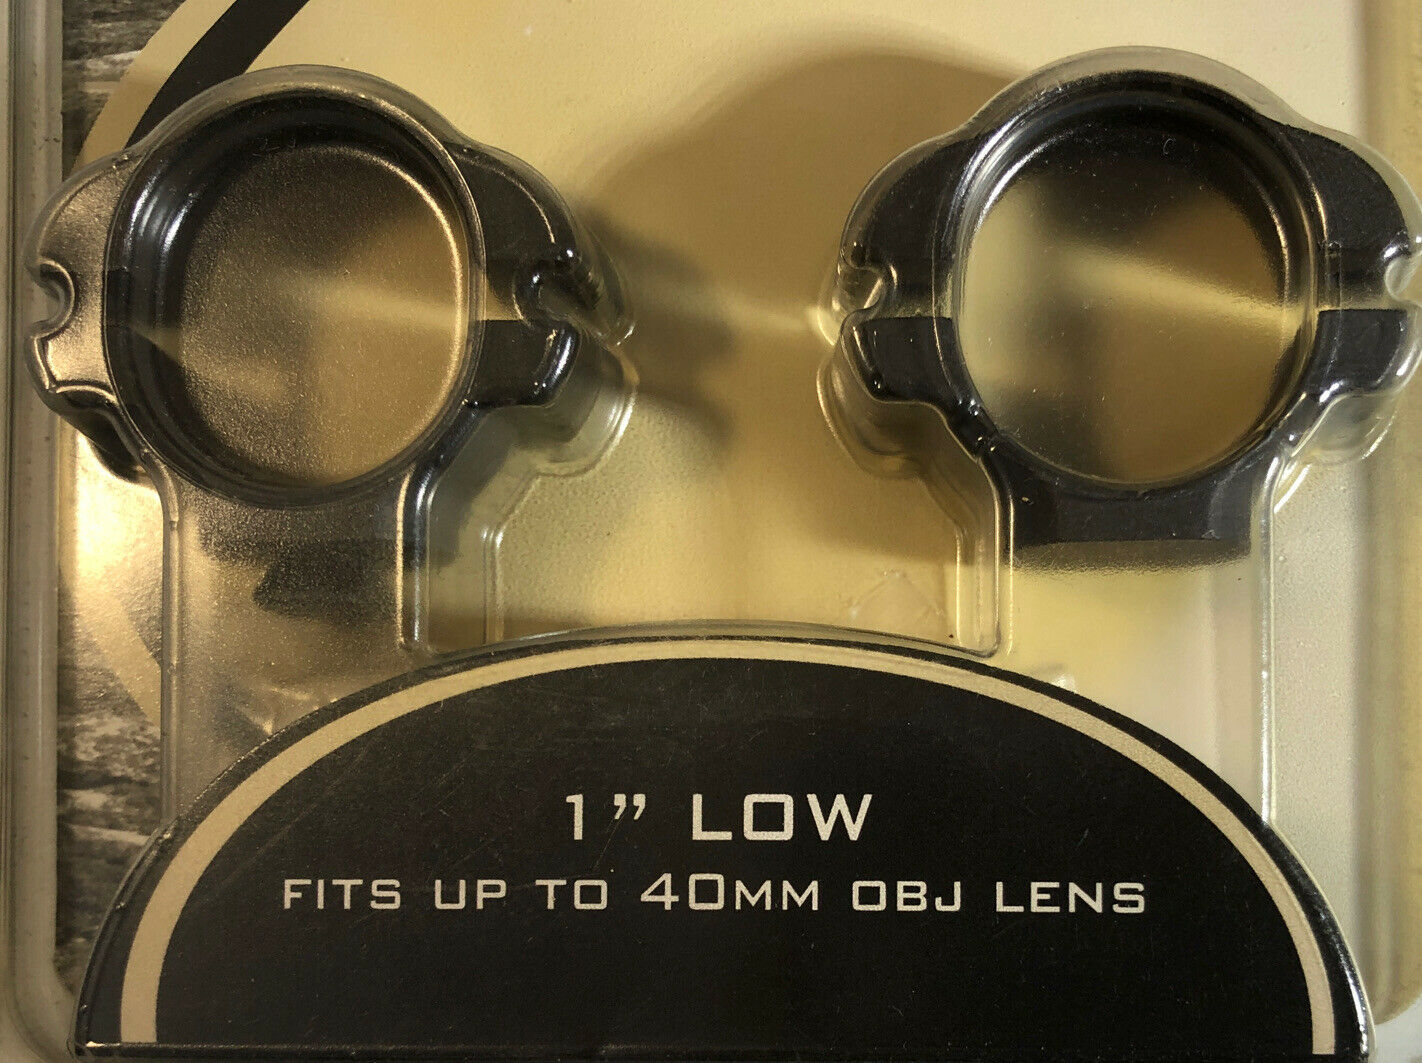 1” LOW
FITS UP TO 40MM OBJ LENS